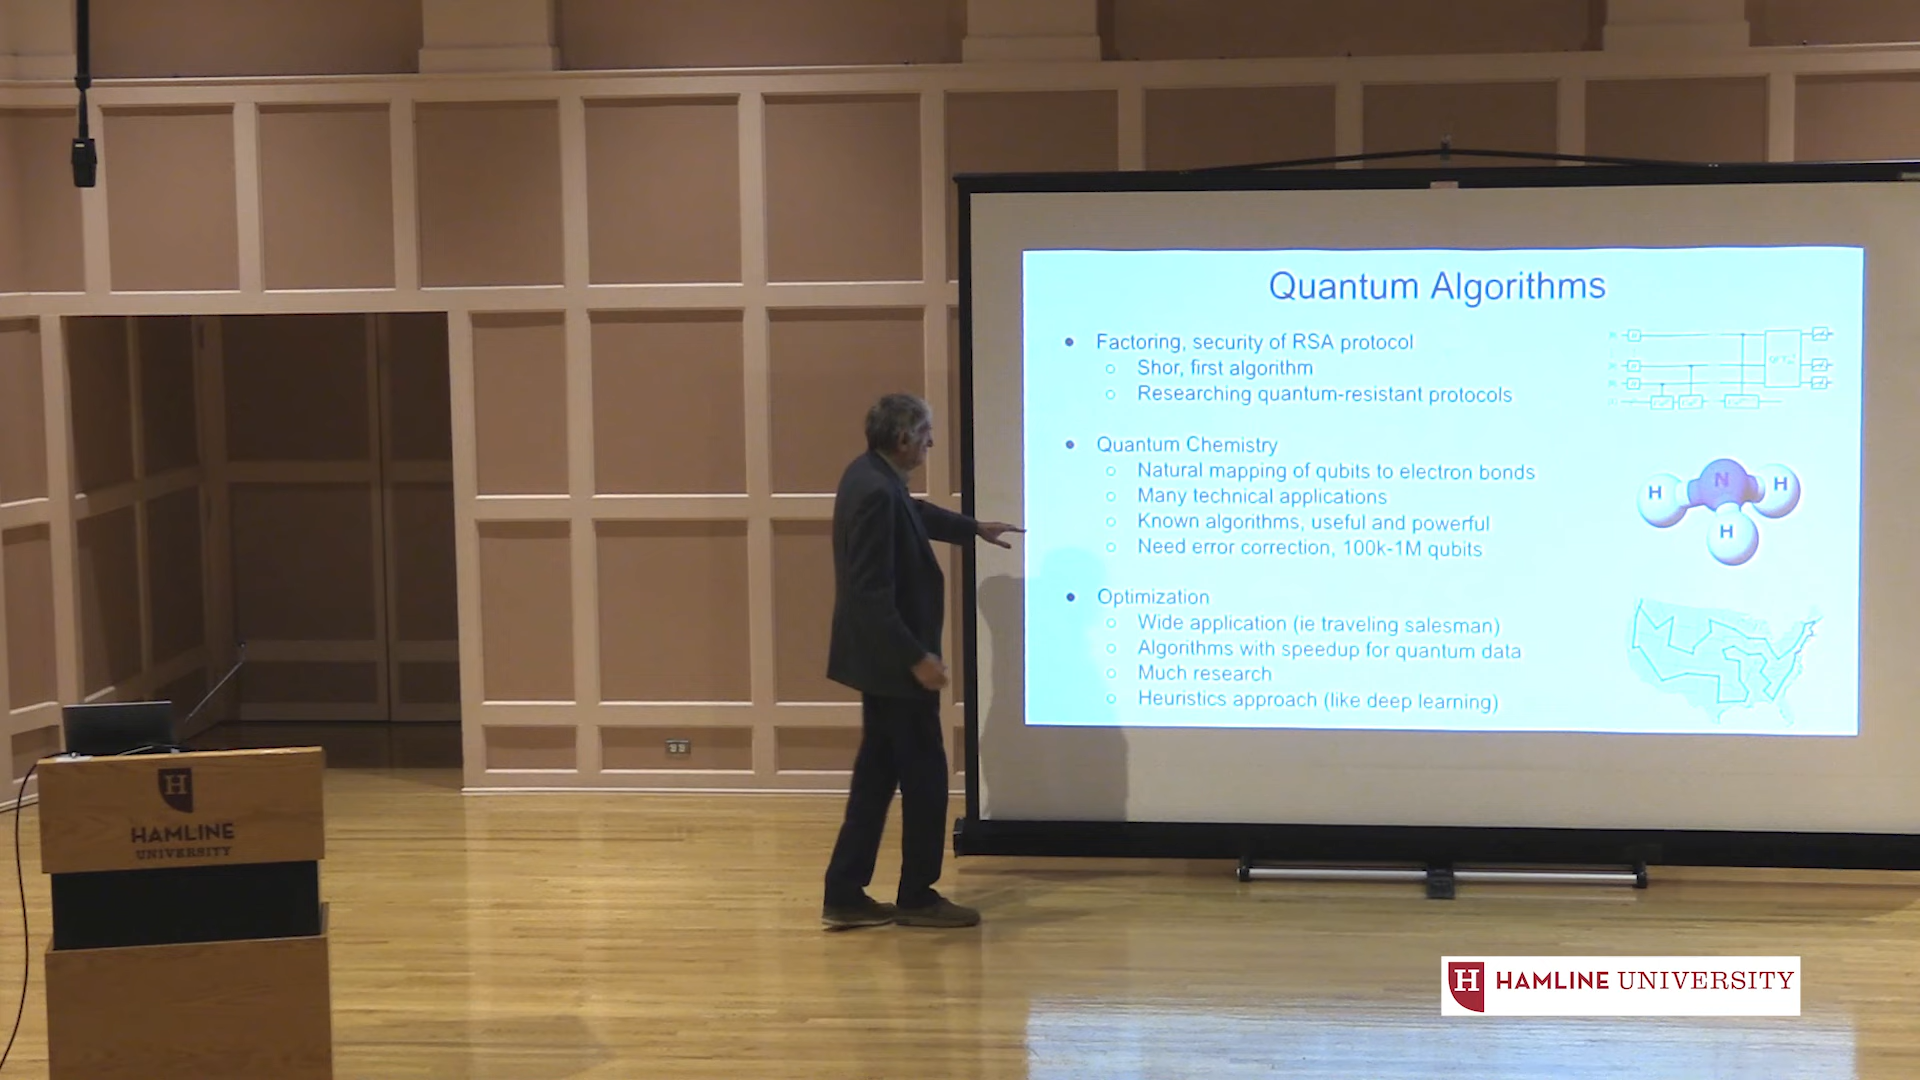 Quantum Algorithms
● Factoring, security of RSA protocol
○ Shor, first algorithm
○ Researching quantum-resistant protocols
● Quantum Chemistry
○ Natural mapping of qubits to electron bonds
○ Many technical applications
○ Known algorithms, useful and powerful
○ Need error correction, 100k-1M qubits
● Optimization
○ Wide application (ie traveling salesman)
○ Algorithms with speedup for quantum data
○ Much research
○ Heuristics approach (like deep learning)
H
N
H
H
H
HAMLINE
UNIVERSITY
H HAMLINE UNIVERSITY